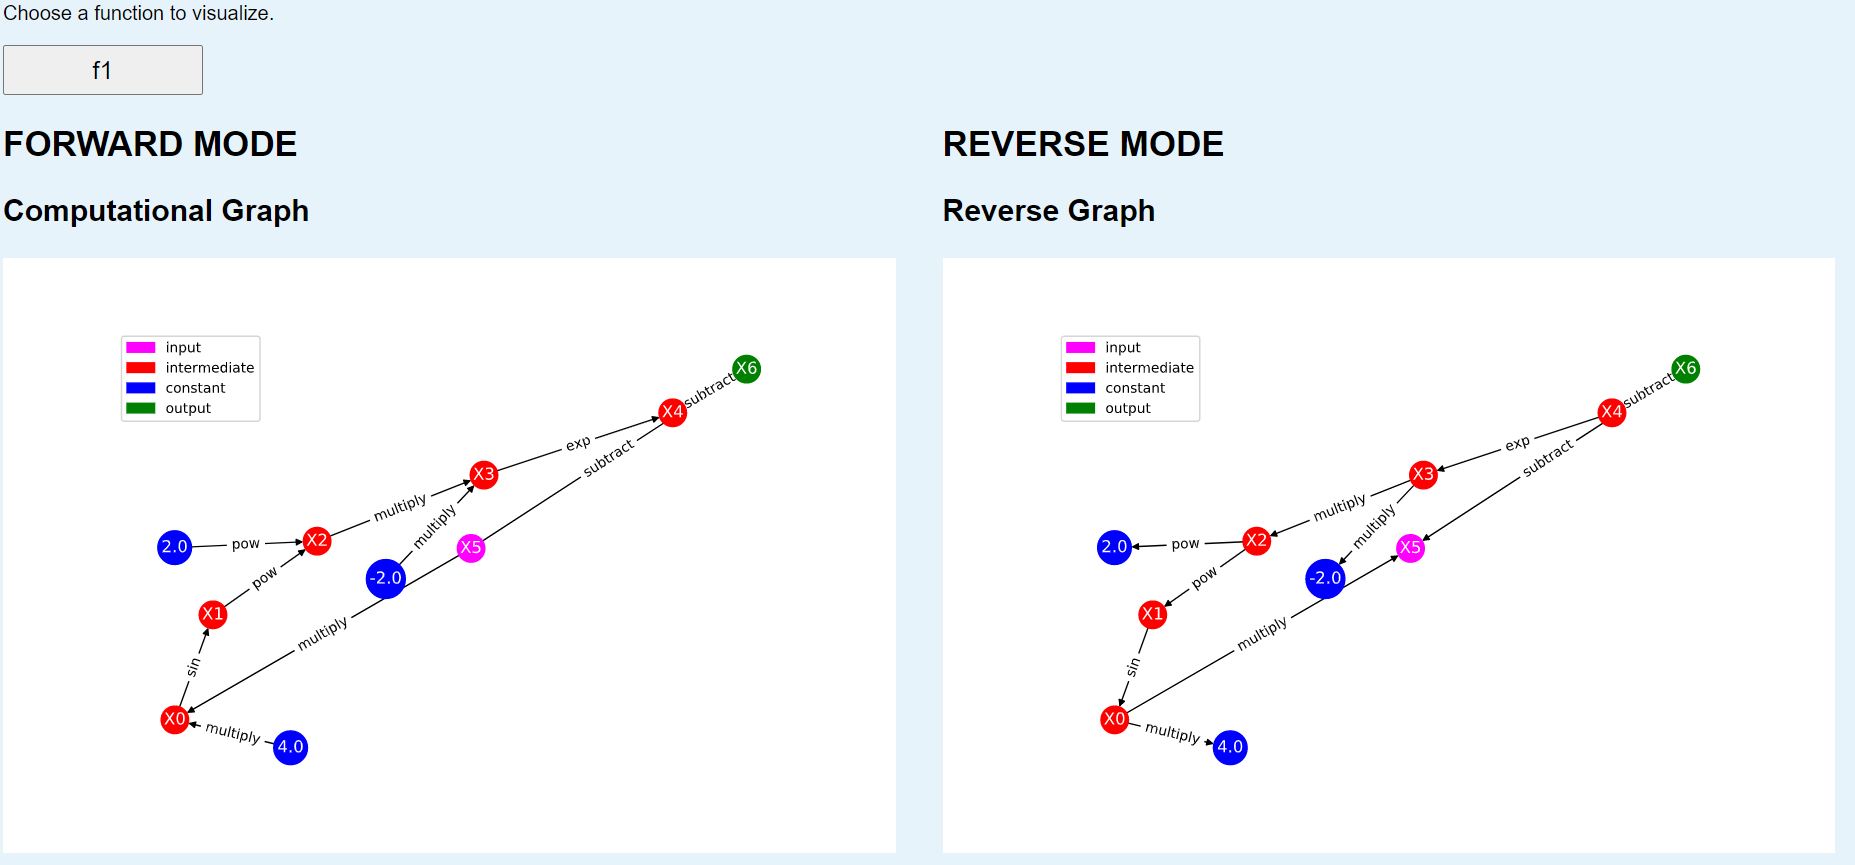 Choose a function to visualize.
f1
FORWARD MODE
Computational Graph
input
intermediate
constant
output
X6
subtract
X4
exp
subtract
X3
multiply
multiply
2.0
pow
X2
X5
pow
-2.0
X1
multiply
sin
X0
multiply
4.0
REVERSE MODE
Reverse Graph
input
intermediate
constant
output
X6
subtract
X4
exp
subtract
X3
multiply
multiply
2.0
pow
X2
X5
pow
-2.0
X1
multiply
sin
X0
multiply
4.0